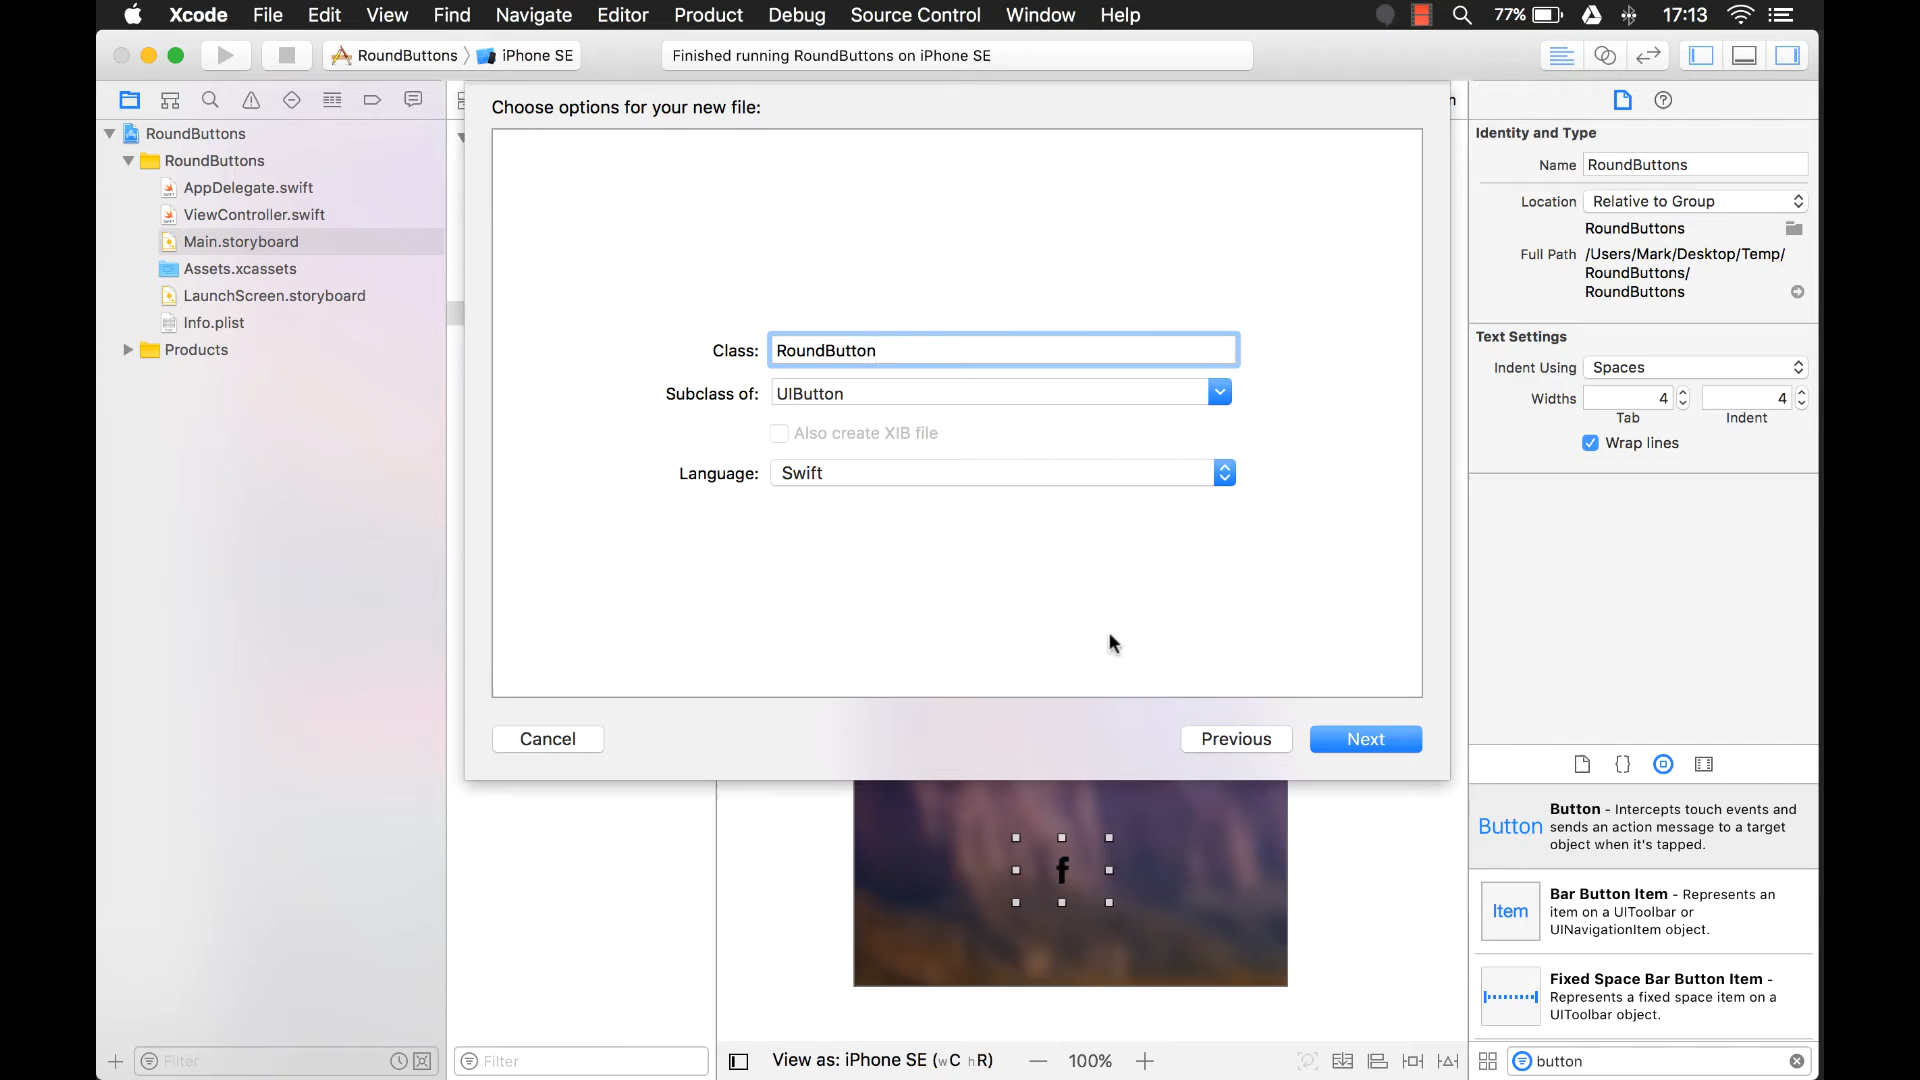 Xcode File Edit View Find Navigate Editor Product Debug Source Control Window Help 77% 17:13
RoundButtons iPhone SE
Finished running RoundButtons on iPhone SE
RoundButtons
RoundButtons
AppDelegate.swift
ViewController.swift
Main.storyboard
Assets.xcassets
LaunchScreen.storyboard
Info.plist
Products
Filter
Choose options for your new file:
Class: RoundButton
Subclass of: UIButton
Also create XIB file
Language: Swift
Cancel
Previous
Next
f
Filter
View as: iPhone SE (wC hR)
100%
Identity and Type
Name RoundButtons
Location Relative to Group
RoundButtons
Full Path /Users/Mark/Desktop/Temp/
RoundButtons/
RoundButtons
Text Settings
Indent Using Spaces
Widths 4 4
Tab Indent
Wrap lines
Button
Button - Intercepts touch events and
sends an action message to a target
object when it's tapped.
Item
Bar Button Item - Represents an
item on a UIToolbar or
UINavigationItem object.
Fixed Space Bar Button Item -
Represents a fixed space item on a
UIToolbar object.
button